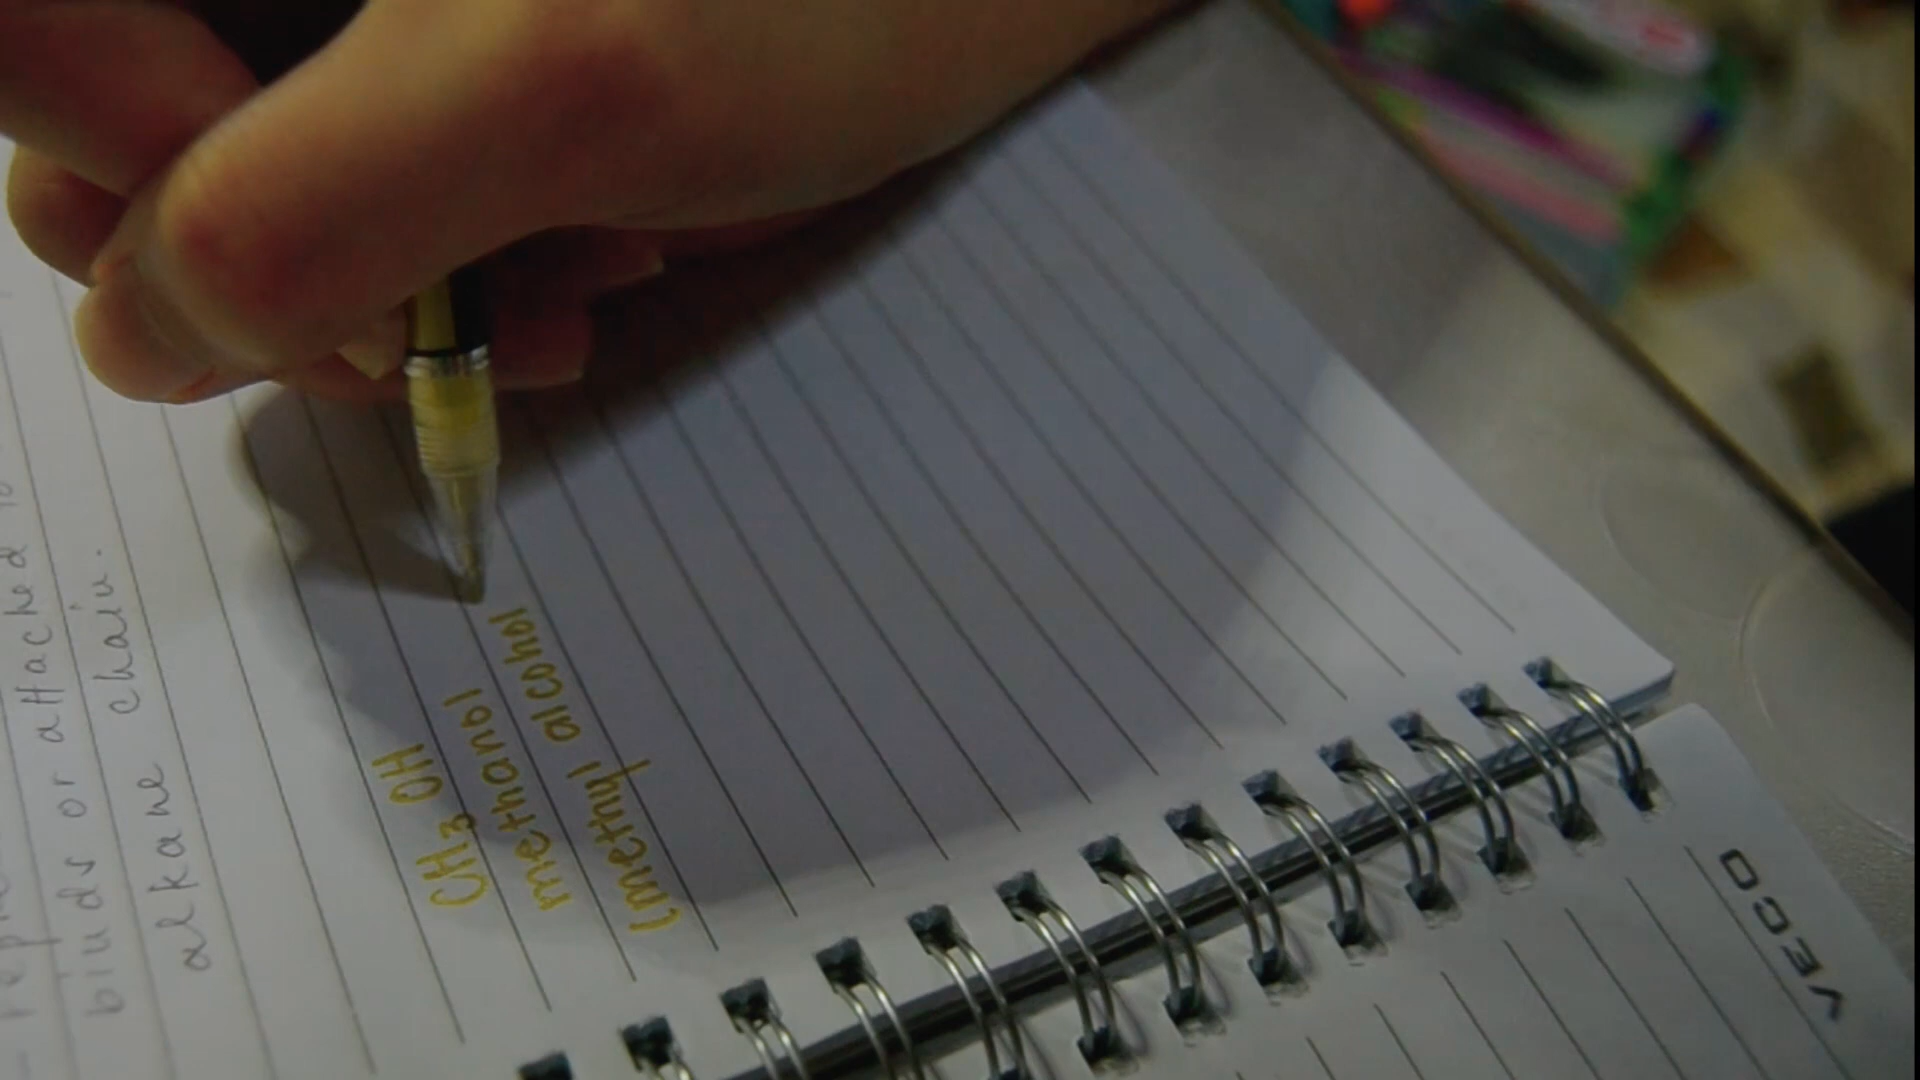 binds or attached to
alkane chain.
CH3 OH
methanol
(methyl alcohol
VECO